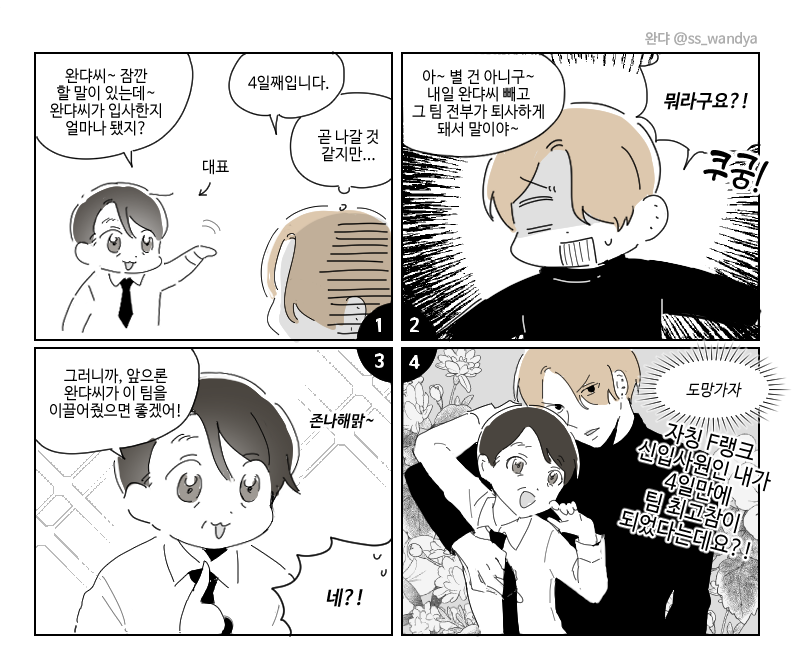 완댜 @ss_wandya
완댜씨~ 잠깐
할 말이 있는데~
완댜씨가 입사한지
얼마나 됐지?
4일째입니다.
곧 나갈 것
같지만...
대표
1
아~ 별 건 아니구~
내일 완댜씨 빼고
그 팀 전부가 퇴사하게
돼서 말이야~
뭐라구요?!
쿠궁!
2
그러니까, 앞으론
완댜씨가 이 팀을
이끌어줬으면 좋겠어!
존나해맑~
네?!
3
4
도망가자
자칭 F랭크
신입사원인 내가
4일만에
팀 최고참이
되었다는데요?!